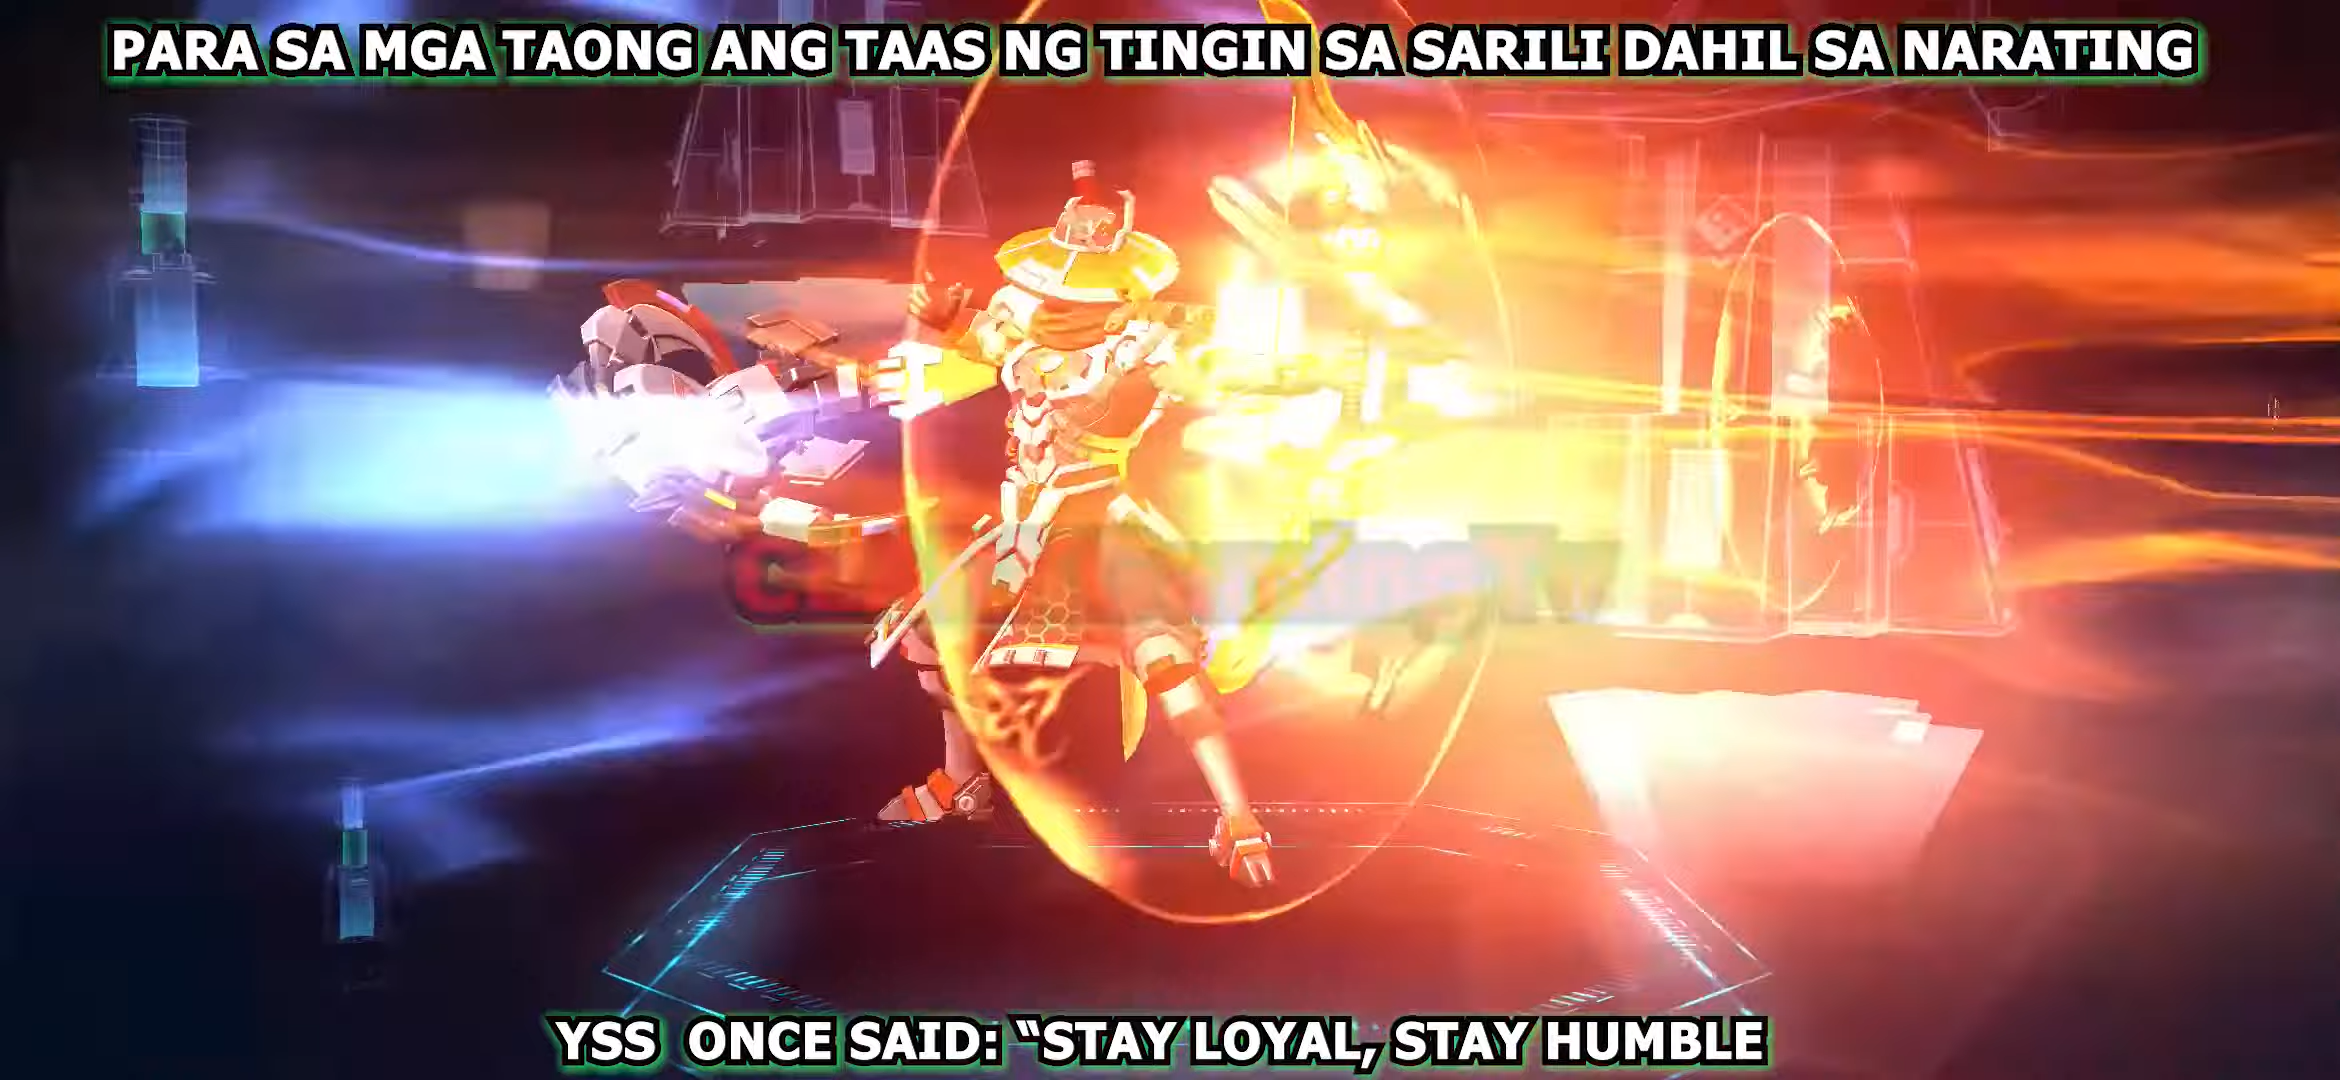 PARA SA MGA TAONG ANG TAAS NG TINGIN SA SARILI DAHIL SA NARATING
YSS ONCE SAID: “STAY LOYAL, STAY HUMBLE